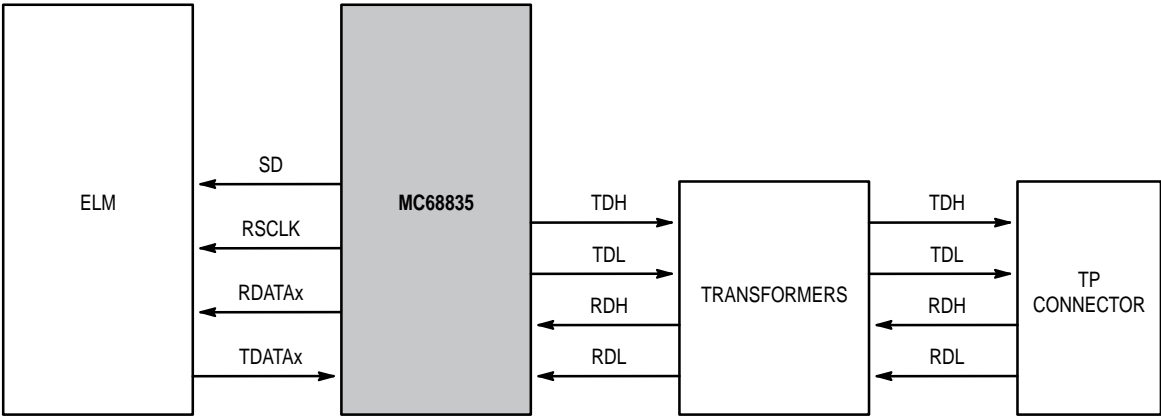 ELM
SD
RSCLK
RDATAx
TDATAx
MC68835
TDH
TDL
RDH
RDL
TRANSFORMERS
TDH
TDL
RDH
RDL
TP
CONNECTOR